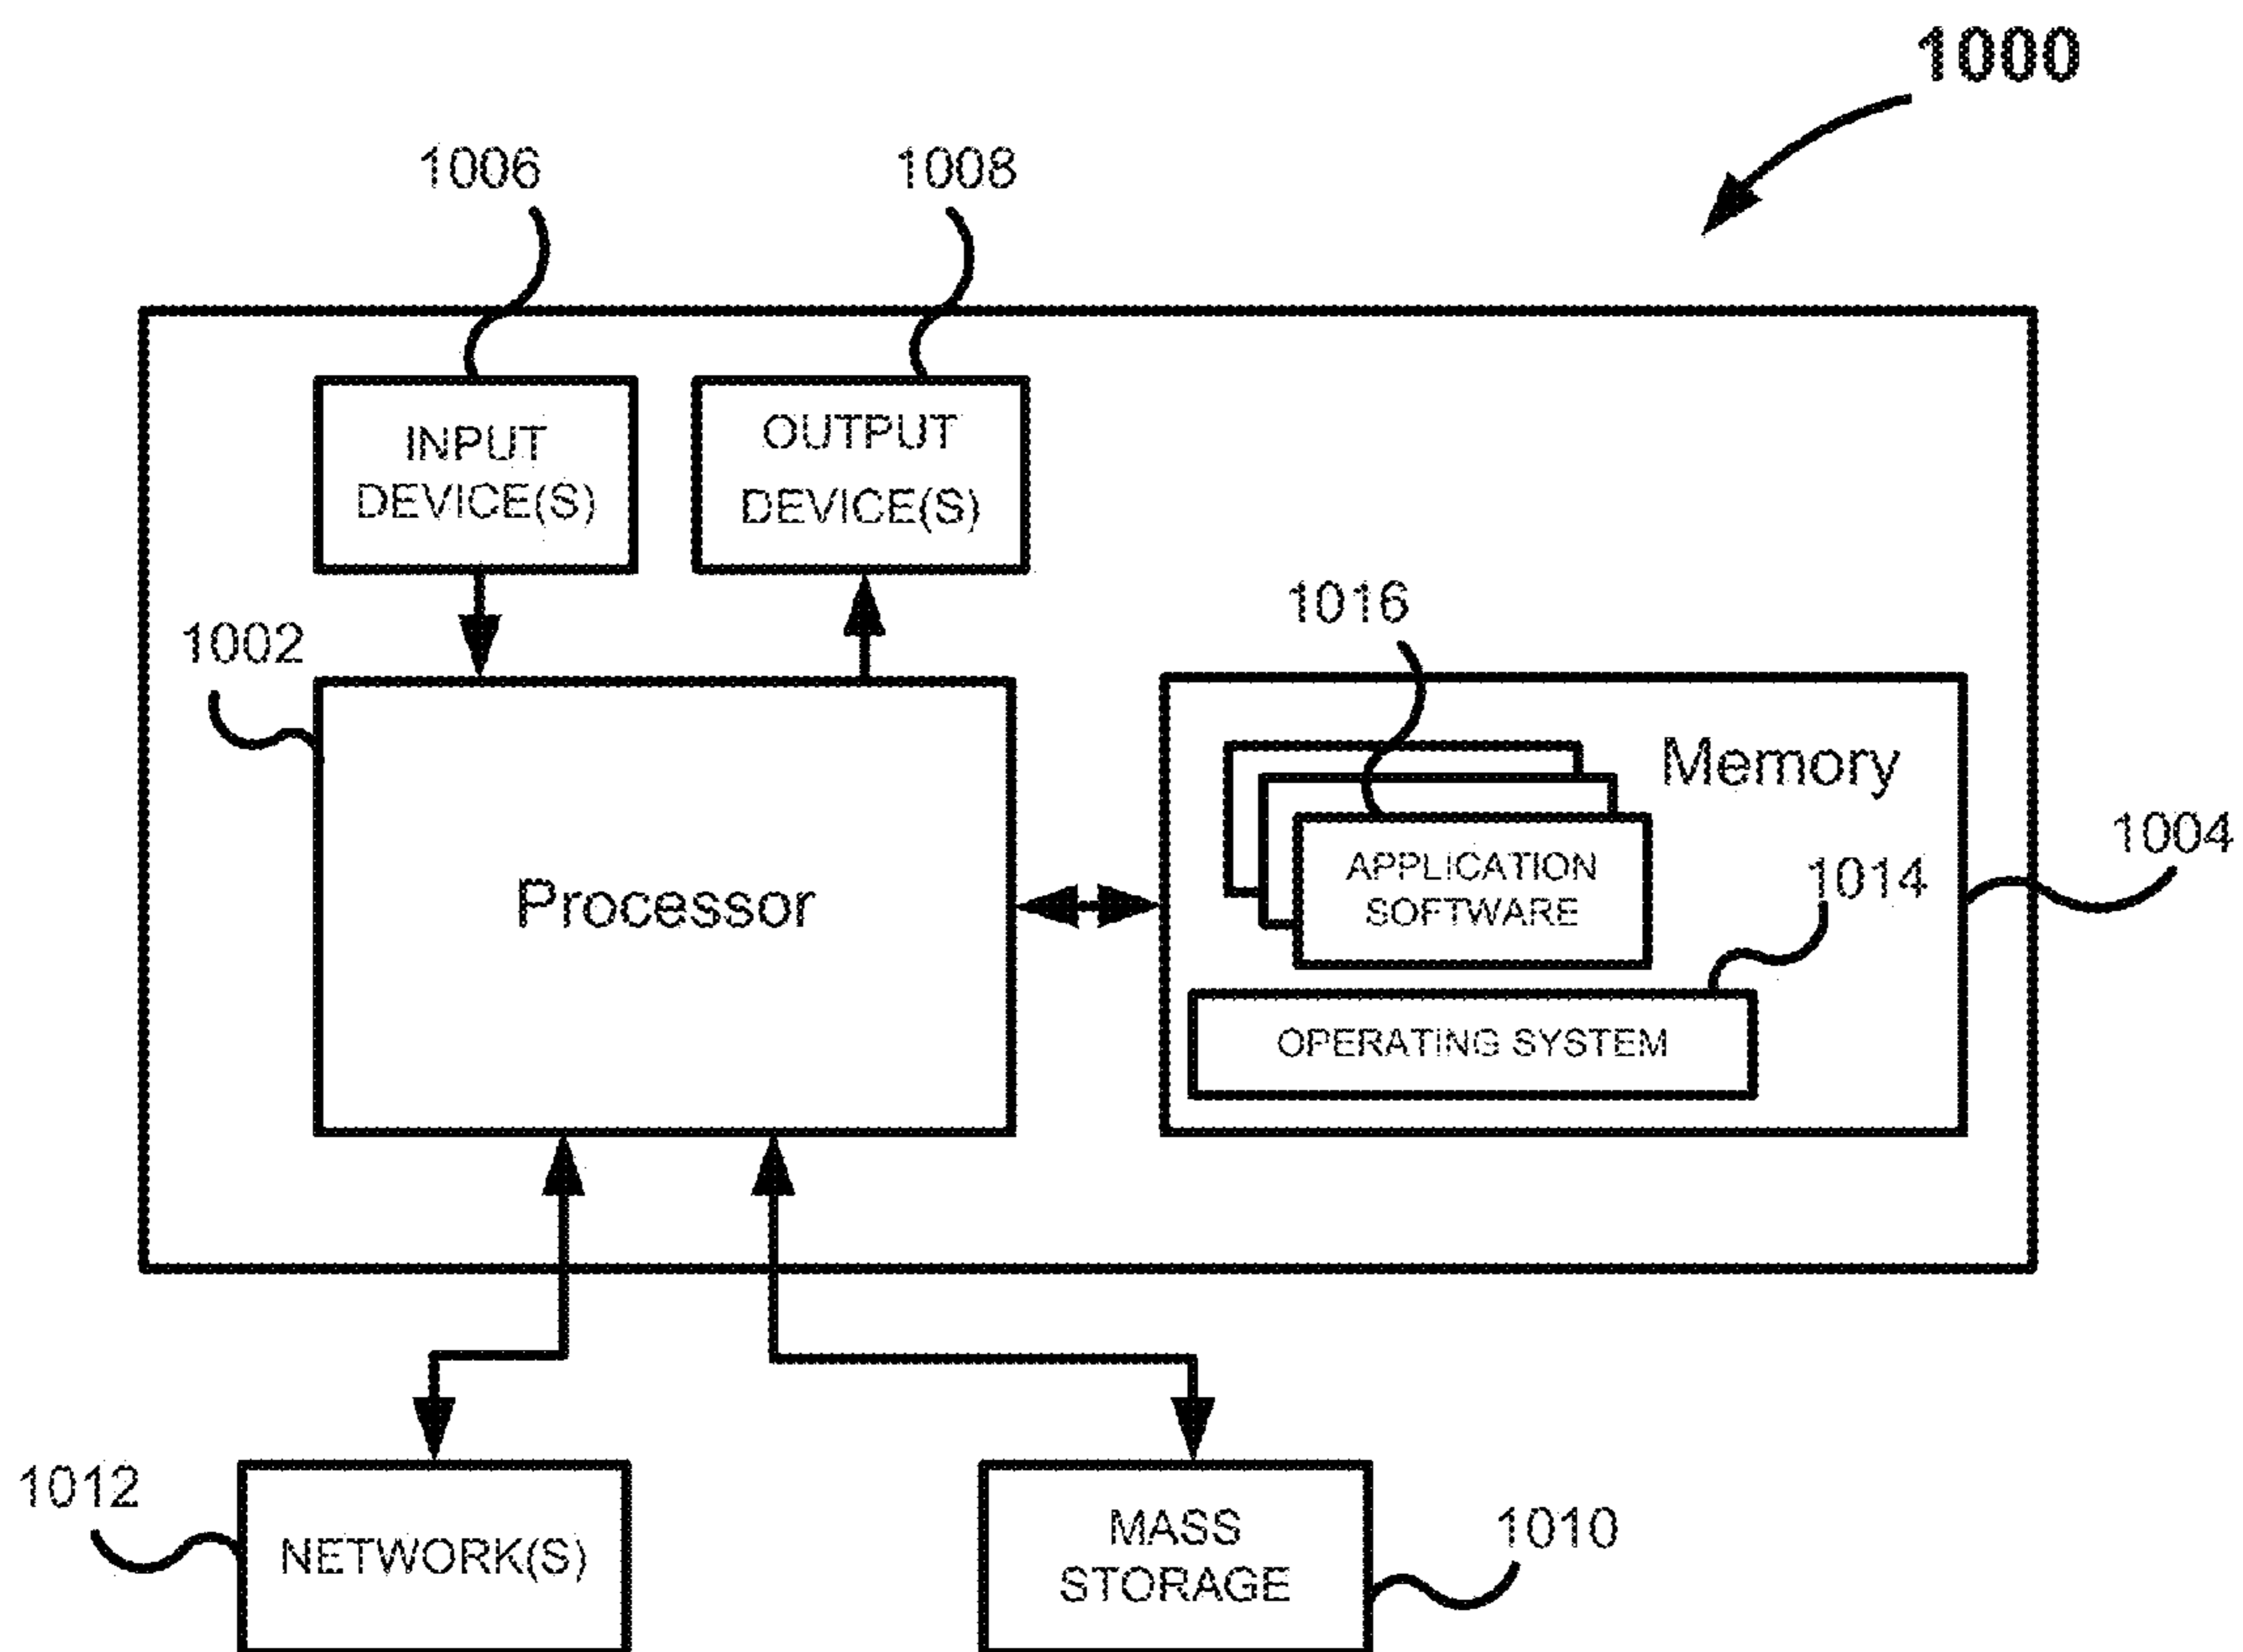 1000
1006
1008
INPUT
DEVICE(S)
OUTPUT
DEVICE(S)
1016
1002
Memory
1004
APPLICATION
SOFTWARE
1014
Processor
OPERATING SYSTEM
1012
NETWORK(S)
MASS
STORAGE
1010